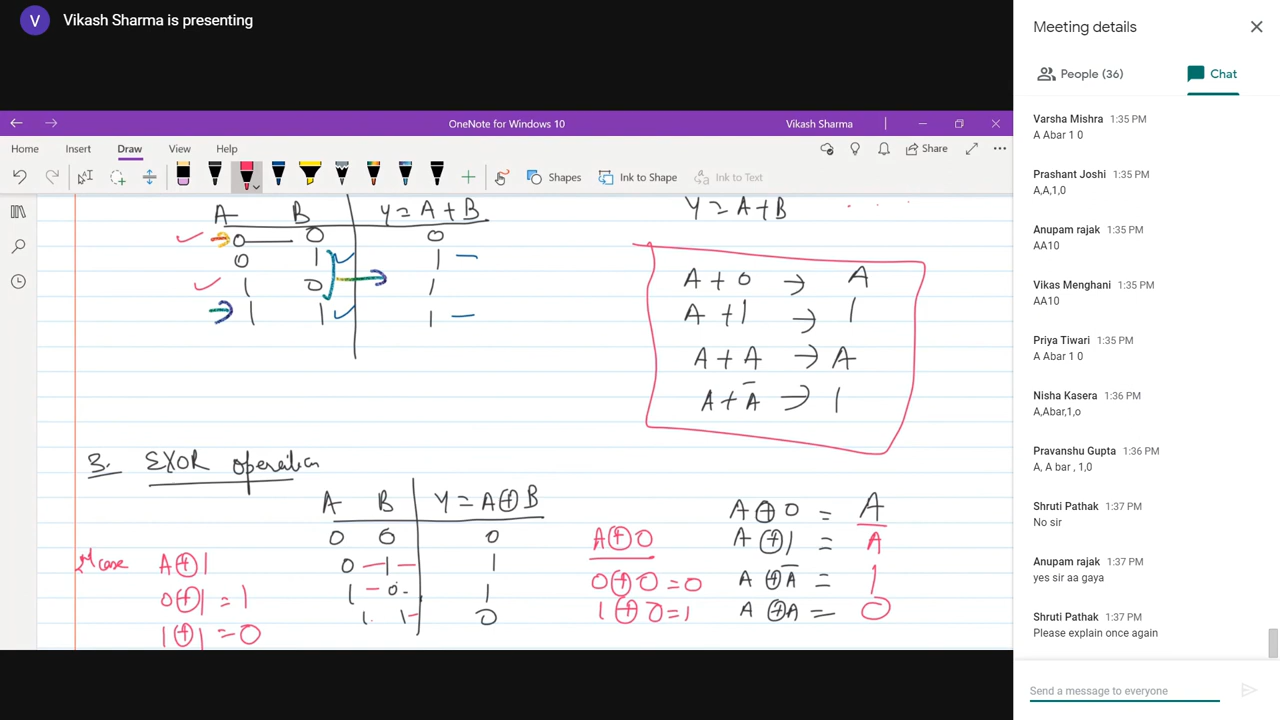 V Vikash Sharma is presenting
OneNote for Windows 10
Vikash Sharma
Home Insert Draw View Help
Share
Shapes
Ink to Shape
Ink to Text
A B Y = A + B
0 0 0
0 1 1
1 0 1
1 1 1
Y = A + B
A + 0 → A
A + 1 → 1
A + A → A
A + Ā → 1
3. EXOR operation
A B Y = A ⊕ B
0 0 0
0 1 1
1 0 1
1 1 0
case
A ⊕ 1
0 ⊕ 1 = 1
1 ⊕ 1 = 0
A ⊕ 0
0 ⊕ 0 = 0
1 ⊕ 0 = 1
A ⊕ 0 = A
A ⊕ 1 = A
A ⊕ Ā = 1
A ⊕ A = 0
Meeting details
People (36)
Chat
Varsha Mishra 1:35 PM
A Abar 1 0
Prashant Joshi 1:35 PM
A,A,1,0
Anupam rajak 1:35 PM
AA10
Vikas Menghani 1:35 PM
AA10
Priya Tiwari 1:35 PM
A Abar 1 0
Nisha Kasera 1:36 PM
A,Abar,1,o
Pravanshu Gupta 1:36 PM
A, A bar , 1,0
Shruti Pathak 1:37 PM
No sir
Anupam rajak 1:37 PM
yes sir aa gaya
Shruti Pathak 1:37 PM
Please explain once again
Send a message to everyone